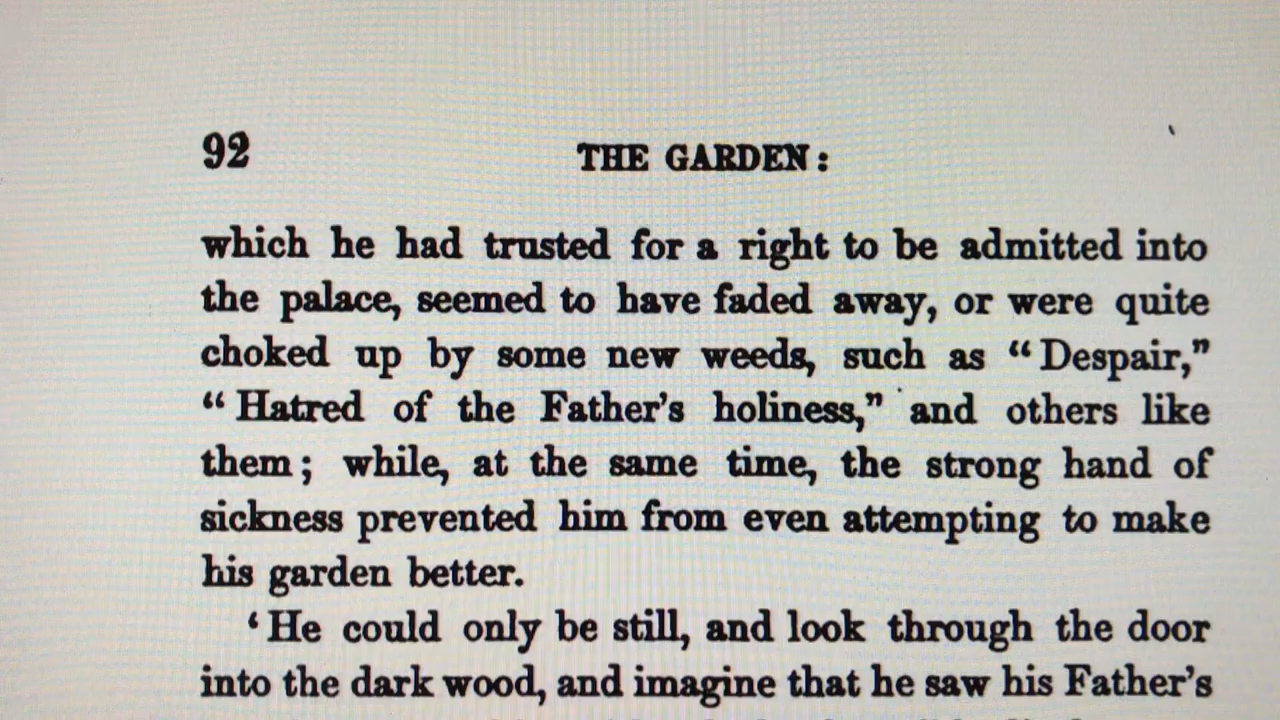 92 THE GARDEN:
which he had trusted for a right to be admitted into
the palace, seemed to have faded away, or were quite
choked up by some new weeds, such as “ Despair,”
“ Hatred of the Father’s holiness,” and others like
them ; while, at the same time, the strong hand of
sickness prevented him from even attempting to make
his garden better.
‘ He could only be still, and look through the door
into the dark wood, and imagine that he saw his Father’s